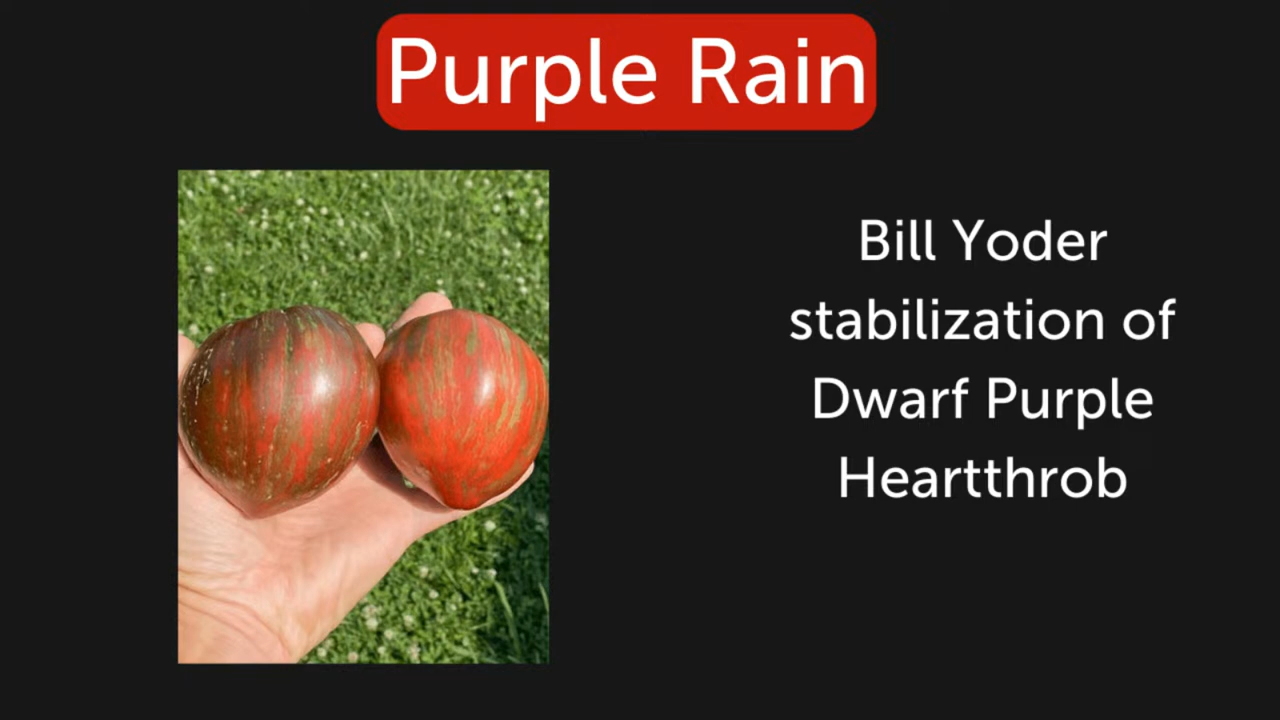 Purple Rain
Bill Yoder
stabilization of
Dwarf Purple
Heartthrob